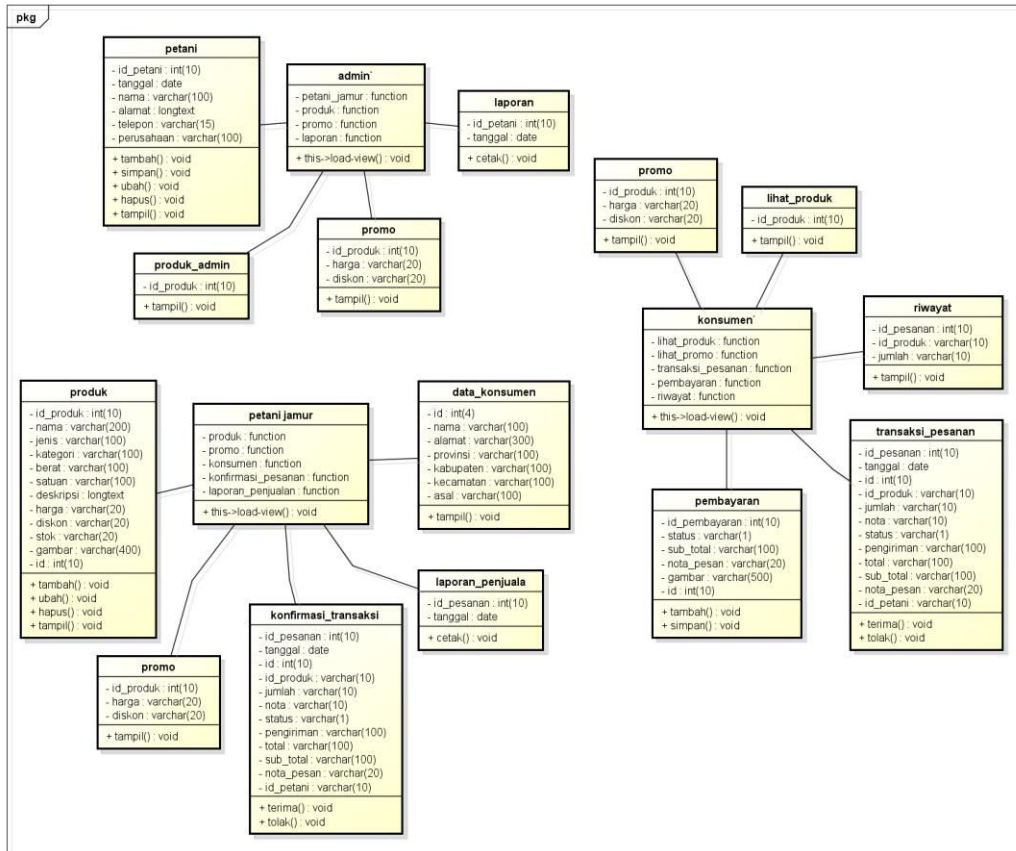 pkg
petani
- id_petani : int(10)
- tanggal : date
- nama : varchar(100)
- alamat : longtext
- telepon : varchar(15)
- perusahaan : varchar(100)
+ tambah() : void
+ simpan() : void
+ ubah() : void
+ hapus() : void
+ tampil() : void
admin`
- petani_jamur : function
- produk : function
- promo : function
- laporan : function
+ this->load-view() : void
laporan
- id_petani : int(10)
- tanggal : date
+ cetak() : void
produk_admin
- id_produk : int(10)
+ tampil() : void
promo
- id_produk : int(10)
- harga : varchar(20)
- diskon : varchar(20)
+ tampil() : void
promo
- id_produk : int(10)
- harga : varchar(20)
- diskon : varchar(20)
+ tampil() : void
lihat_produk
- id_produk : int(10)
+ tampil() : void
konsumen`
- lihat_produk : function
- lihat_promo : function
- transaksi_pesanan : function
- pembayaran : function
- riwayat : function
+ this->load-view() : void
riwayat
- id_pesanan : int(10)
- id_produk : varchar(10)
- jumlah : varchar(10)
+ tampil() : void
produk
- id_produk : int(10)
- nama : varchar(200)
- jenis : varchar(100)
- kategori : varchar(100)
- berat : varchar(100)
- satuan : varchar(100)
- deskripsi : longtext
- harga : varchar(20)
- diskon : varchar(20)
- stok : varchar(20)
- gambar : varchar(400)
- id : int(10)
+ tambah() : void
+ ubah() : void
+ hapus() : void
+ tampil() : void
petani jamur
- produk : function
- promo : function
- konsumen : function
- konfirmasi_pesanan : function
- laporan_penjualan : function
+ this->load-view() : void
data_konsumen
- id : int(4)
- nama : varchar(100)
- alamat : varchar(300)
- provinsi : varchar(100)
- kabupaten : varchar(100)
- kecamatan : varchar(100)
- asal : varchar(100)
+ tampil() : void
transaksi_pesanan
- id_pesanan : int(10)
- tanggal : date
- id : int(10)
- id_produk : varchar(10)
- jumlah : varchar(10)
- nota : varchar(10)
- status : varchar(1)
- pengiriman : varchar(100)
- total : varchar(100)
- sub_total : varchar(100)
- nota_pesan : varchar(20)
- id_petani : varchar(10)
+ terima() : void
+ tolak() : void
pembayaran
- id_pembayaran : int(10)
- status : varchar(1)
- sub_total : varchar(100)
- nota_pesan : varchar(20)
- gambar : varchar(500)
- id : int(10)
+ tambah() : void
+ simpan() : void
laporan_penjuala
- id_pesanan : int(10)
- tanggal : date
+ cetak() : void
konfirmasi_transaksi
- id_pesanan : int(10)
- tanggal : date
- id : int(10)
- id_produk : varchar(10)
- jumlah : varchar(10)
- nota : varchar(10)
- status : varchar(1)
- pengiriman : varchar(100)
- total : varchar(100)
- sub_total : varchar(100)
- nota_pesan : varchar(20)
- id_petani : varchar(10)
+ terima() : void
+ tolak() : void
promo
- id_produk : int(10)
- harga : varchar(20)
- diskon : varchar(20)
+ tampil() : void